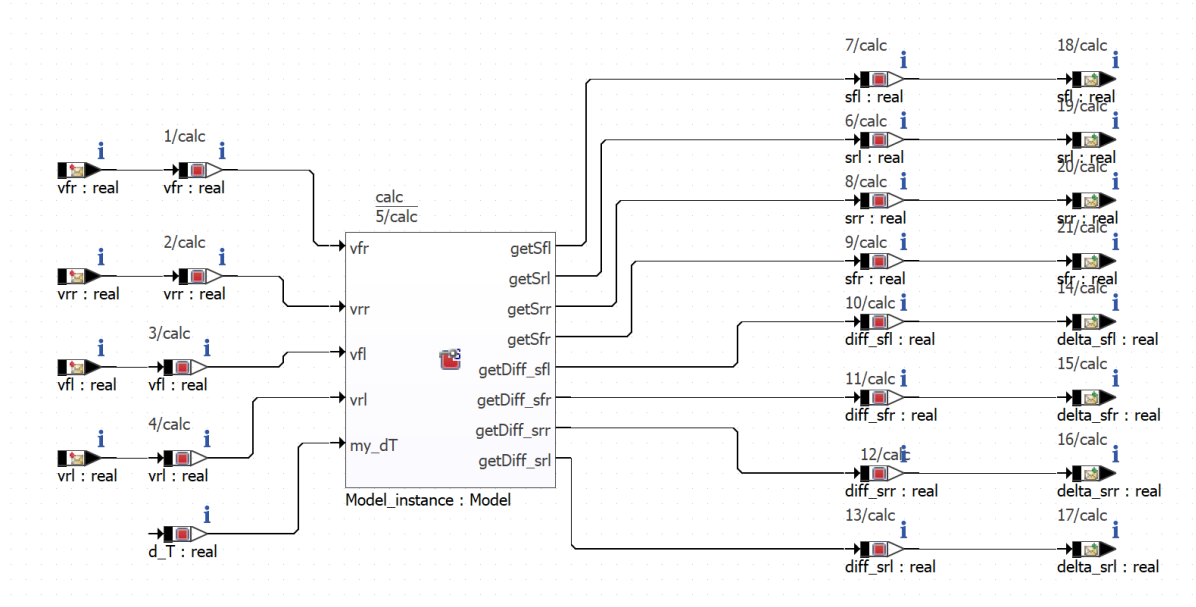 1/calc
vfr : real
vfr : real
2/calc
vrr : real
vrr : real
3/calc
vfl : real
vfl : real
4/calc
vrl : real
vrl : real
d_T : real
calc
5/calc
vfr
vrr
vfl
vrl
my_dT
getSfl
getSrl
getSrr
getSfr
getDiff_sfl
getDiff_sfr
getDiff_srr
getDiff_srl
Model_instance : Model
7/calc
sfl : real
6/calc
srl : real
8/calc
srr : real
9/calc
sfr : real
10/calc
diff_sfl : real
11/calc
diff_sfr : real
12/calc
diff_srr : real
13/calc
diff_srl : real
18/calc
sfl : real
19/calc
srl : real
20/calc
srr : real
21/calc
sfr : real
14/calc
delta_sfl : real
15/calc
delta_sfr : real
16/calc
delta_srr : real
17/calc
delta_srl : real